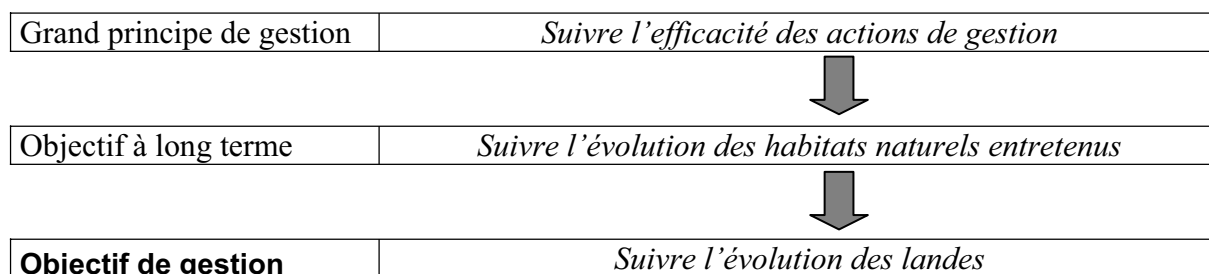 Grand principe de gestion Suivre l’efficacité des actions de gestion
Objectif à long terme Suivre l’évolution des habitats naturels entretenus
Objectif de gestion Suivre l’évolution des landes